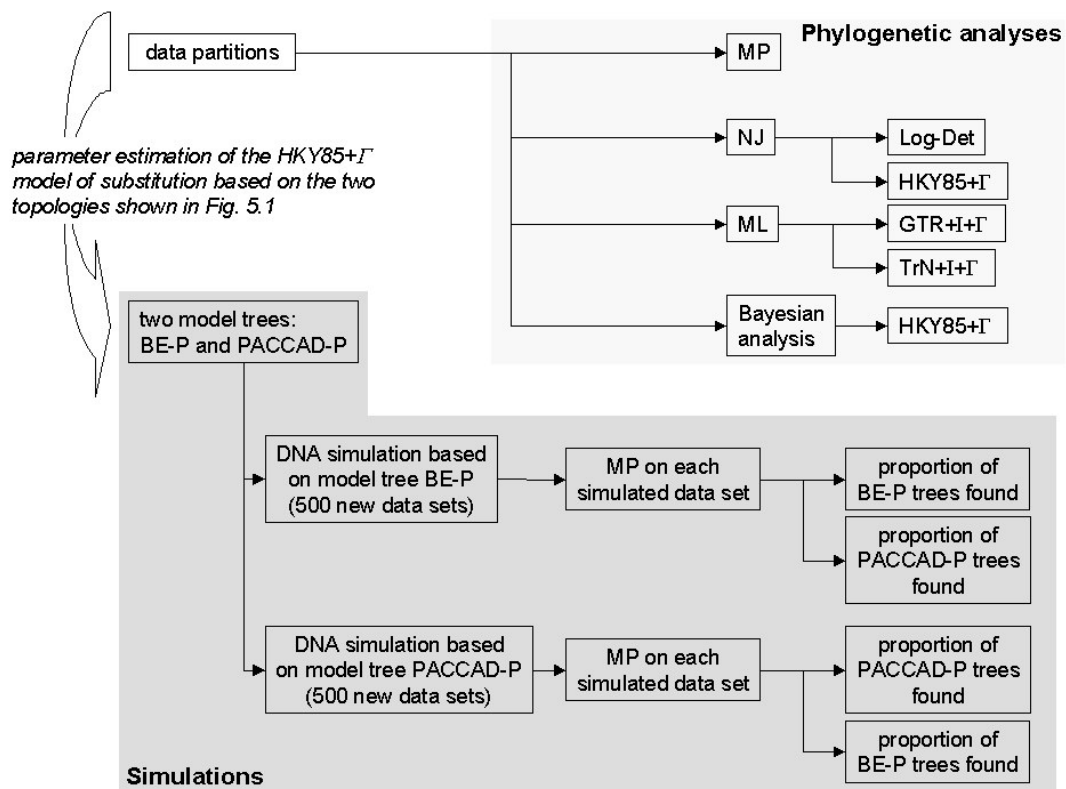 Phylogenetic analyses
data partitions
MP
NJ
Log-Det
HKY85+Γ
parameter estimation of the HKY85+Γ
model of substitution based on the two
topologies shown in Fig. 5.1
ML
GTR+I+Γ
TrN+I+Γ
Bayesian
analysis
HKY85+Γ
two model trees:
BE-P and PACCAD-P
DNA simulation based
on model tree BE-P
(500 new data sets)
MP on each
simulated data set
proportion of
BE-P trees found
proportion of
PACCAD-P trees
found
DNA simulation based
on model tree PACCAD-P
(500 new data sets)
MP on each
simulated data set
proportion of
PACCAD-P trees
found
proportion of
BE-P trees found
Simulations